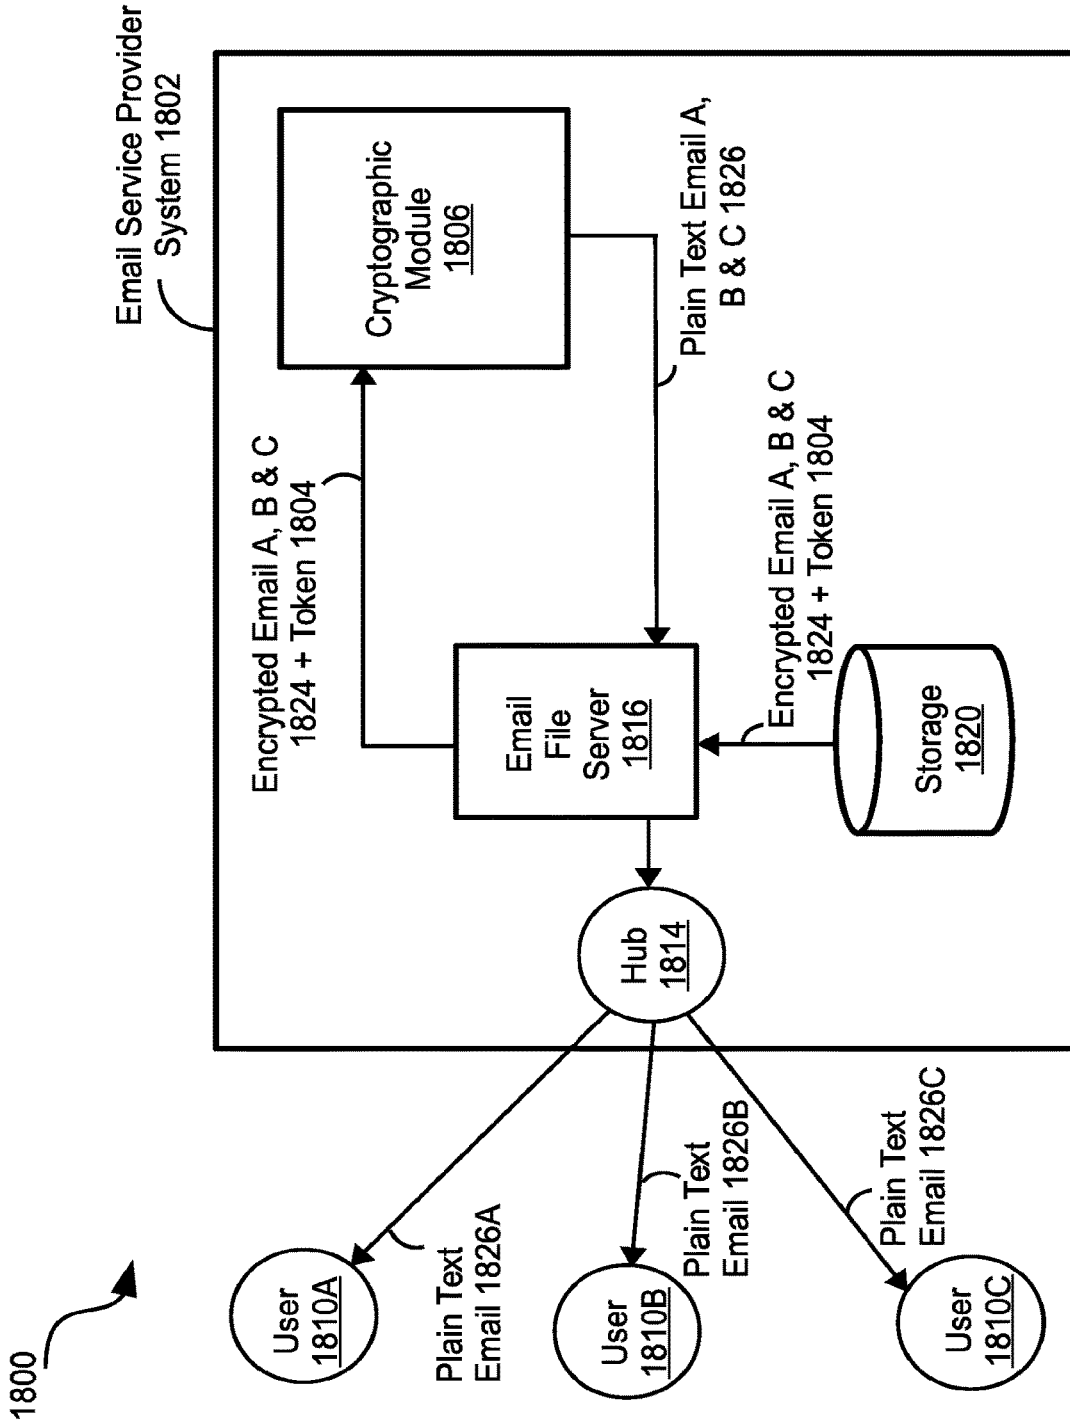 1800
Email Service Provider
System 1802
Cryptographic
Module
1806
Encrypted Email A, B & C
1824 + Token 1804
Plain Text Email A,
B & C 1826
Email
File
Server
1816
Encrypted Email A, B & C
1824 + Token 1804
Storage
1820
Hub
1814
User
1810A
Plain Text
Email 1826A
User
1810B
Plain Text
Email 1826B
User
1810C
Plain Text
Email 1826C